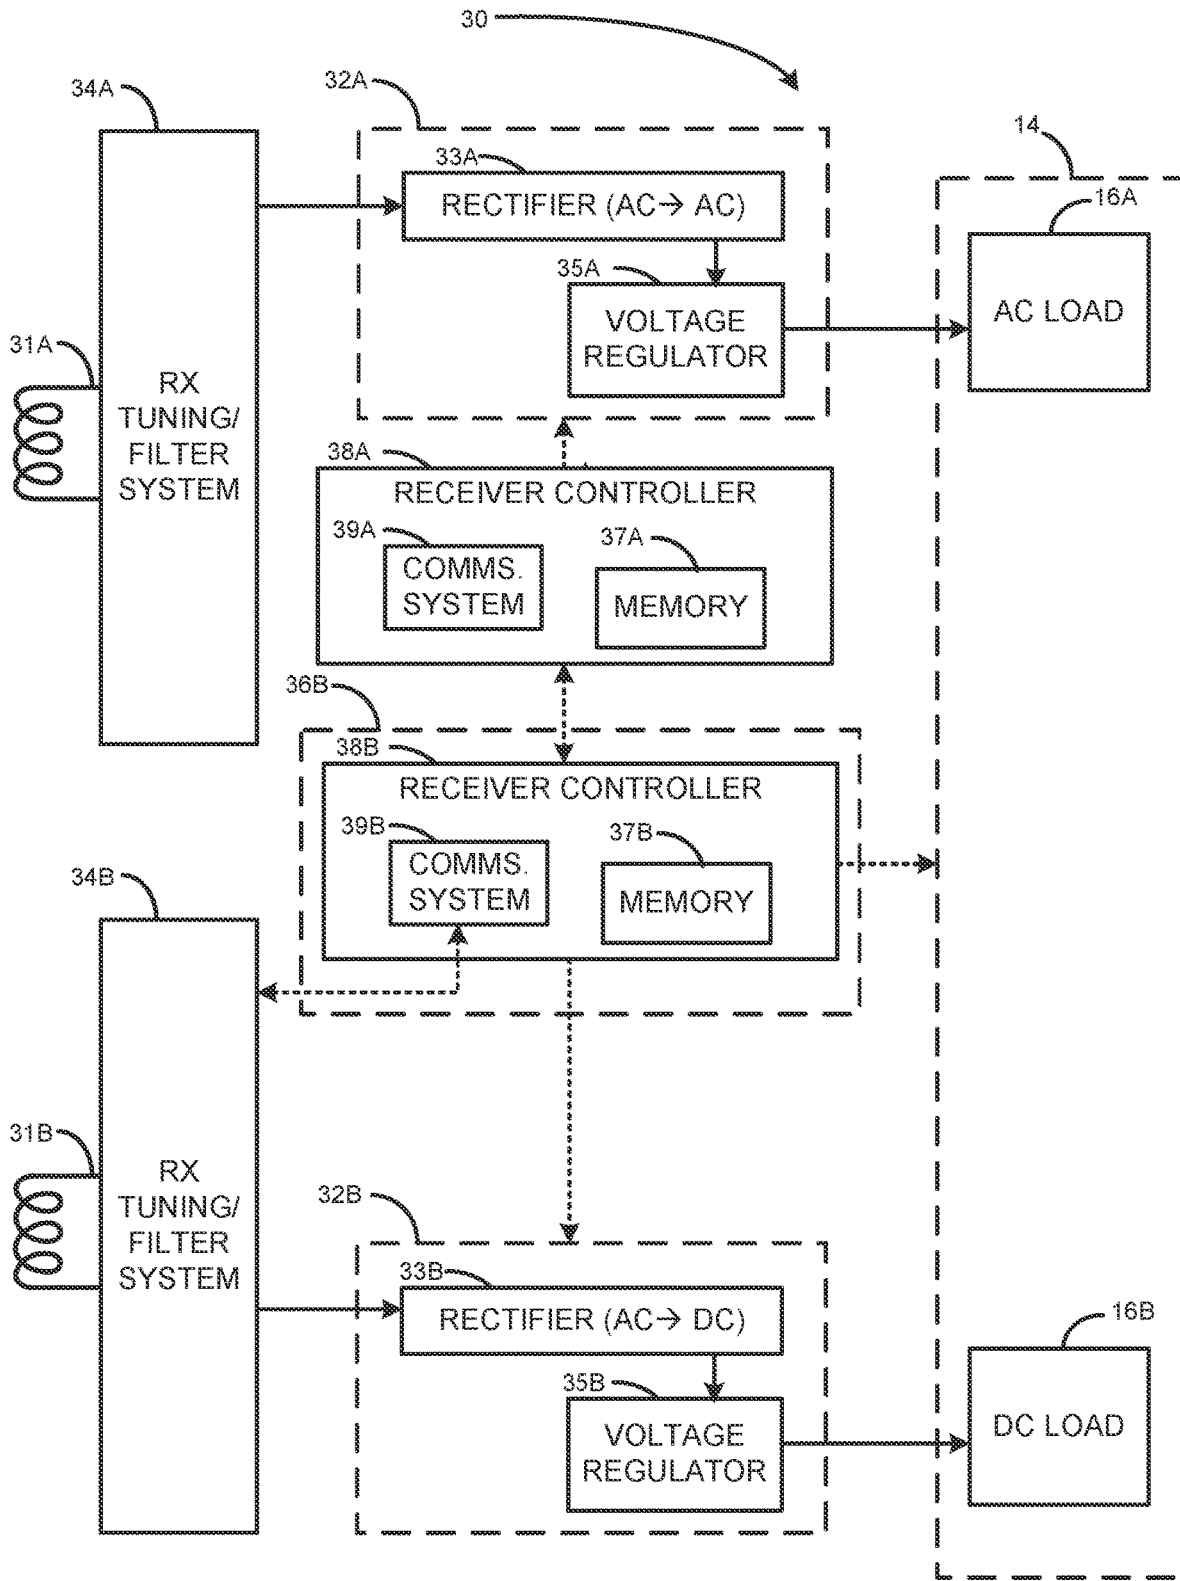 30
34A
32A
14
33A
16A
RECTIFIER (AC→ AC)
35A
VOLTAGE
REGULATOR
AC LOAD
31A
RX
TUNING/
FILTER
SYSTEM
38A
RECEIVER CONTROLLER
39A
37A
COMMS.
SYSTEM
MEMORY
36B
38B
RECEIVER CONTROLLER
39B
37B
COMMS.
SYSTEM
MEMORY
34B
31B
RX
TUNING/
FILTER
SYSTEM
32B
33B
RECTIFIER (AC→ DC)
16B
35B
VOLTAGE
REGULATOR
DC LOAD